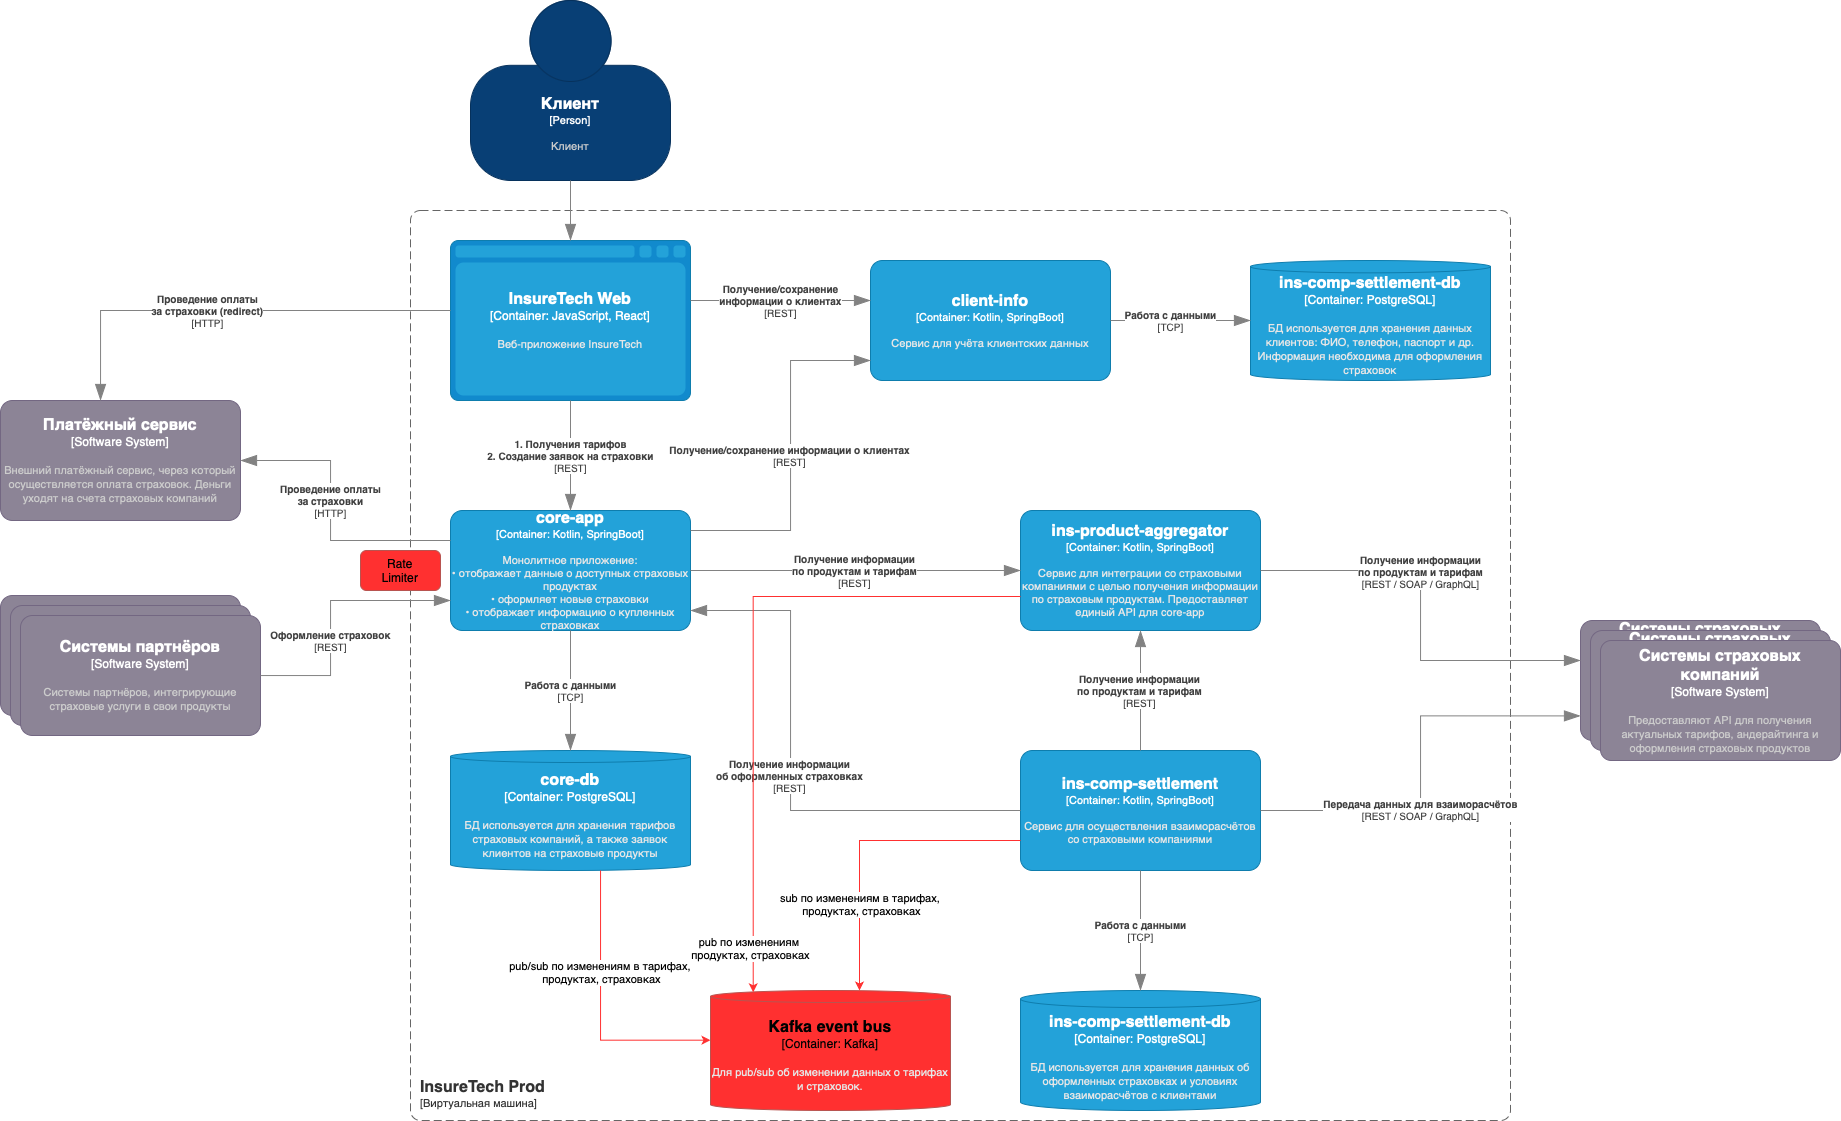 Клиент
[Person]
Клиент
InsureTech Web
[Container: JavaScript, React]
Веб-приложение InsureTech
Получение/сохранение
информации о клиентах
[REST]
client-info
[Container: Kotlin, SpringBoot]
Сервис для учёта клиентских данных
Работа с данными
[TCP]
ins-comp-settlement-db
[Container: PostgreSQL]
БД используется для хранения данных
клиентов: ФИО, телефон, паспорт и др.
Информация необходима для оформления
страховок
Проведение оплаты
за страховки (redirect)
[HTTP]
Платёжный сервис
[Software System]
Внешний платёжный сервис, через который
осуществляется оплата страховок. Деньги
уходят на счета страховых компаний
1. Получения тарифов
2. Создание заявок на страховки
[REST]
Получение/сохранение информации о клиентах
[REST]
Проведение оплаты
за страховки
[HTTP]
Rate
Limiter
core-app
[Container: Kotlin, SpringBoot]
Монолитное приложение:
• отображает данные о доступных страховых
продуктах
• оформляет новые страховки
• отображает информацию о купленных
страховках
Получение информации
по продуктам и тарифам
[REST]
ins-product-aggregator
[Container: Kotlin, SpringBoot]
Сервис для интеграции со страховыми
компаниями с целью получения информации
по страховым продуктам. Предоставляет
единый API для core-app
Получение информации
по продуктам и тарифам
[REST / SOAP / GraphQL]
Системы партнёров
[Software System]
Системы партнёров, интегрирующие
страховые услуги в свои продукты
Оформление страховок
[REST]
Системы страховых
Системы страховых
Системы страховых
компаний
[Software System]
Предоставляют API для получения
актуальных тарифов, андерайтинга и
оформления страховых продуктов
Работа с данными
[TCP]
Получение информации
по продуктам и тарифам
[REST]
core-db
[Container: PostgreSQL]
БД используется для хранения тарифов
страховых компаний, а также заявок
клиентов на страховые продукты
Получение информации
об оформленных страховках
[REST]
ins-comp-settlement
[Container: Kotlin, SpringBoot]
Сервис для осуществления взаиморасчётов
со страховыми компаниями
Передача данных для взаиморасчётов
[REST / SOAP / GraphQL]
sub по изменениям в тарифах,
продуктах, страховках
pub по изменениям
продуктах, страховках
pub/sub по изменениям в тарифах,
продуктах, страховках
Работа с данными
[TCP]
Kafka event bus
[Container: Kafka]
Для pub/sub об изменении данных о тарифах
и страховок.
ins-comp-settlement-db
[Container: PostgreSQL]
БД используется для хранения данных об
оформленных страховках и условиях
взаиморасчётов с клиентами
InsureTech Prod
[Виртуальная машина]